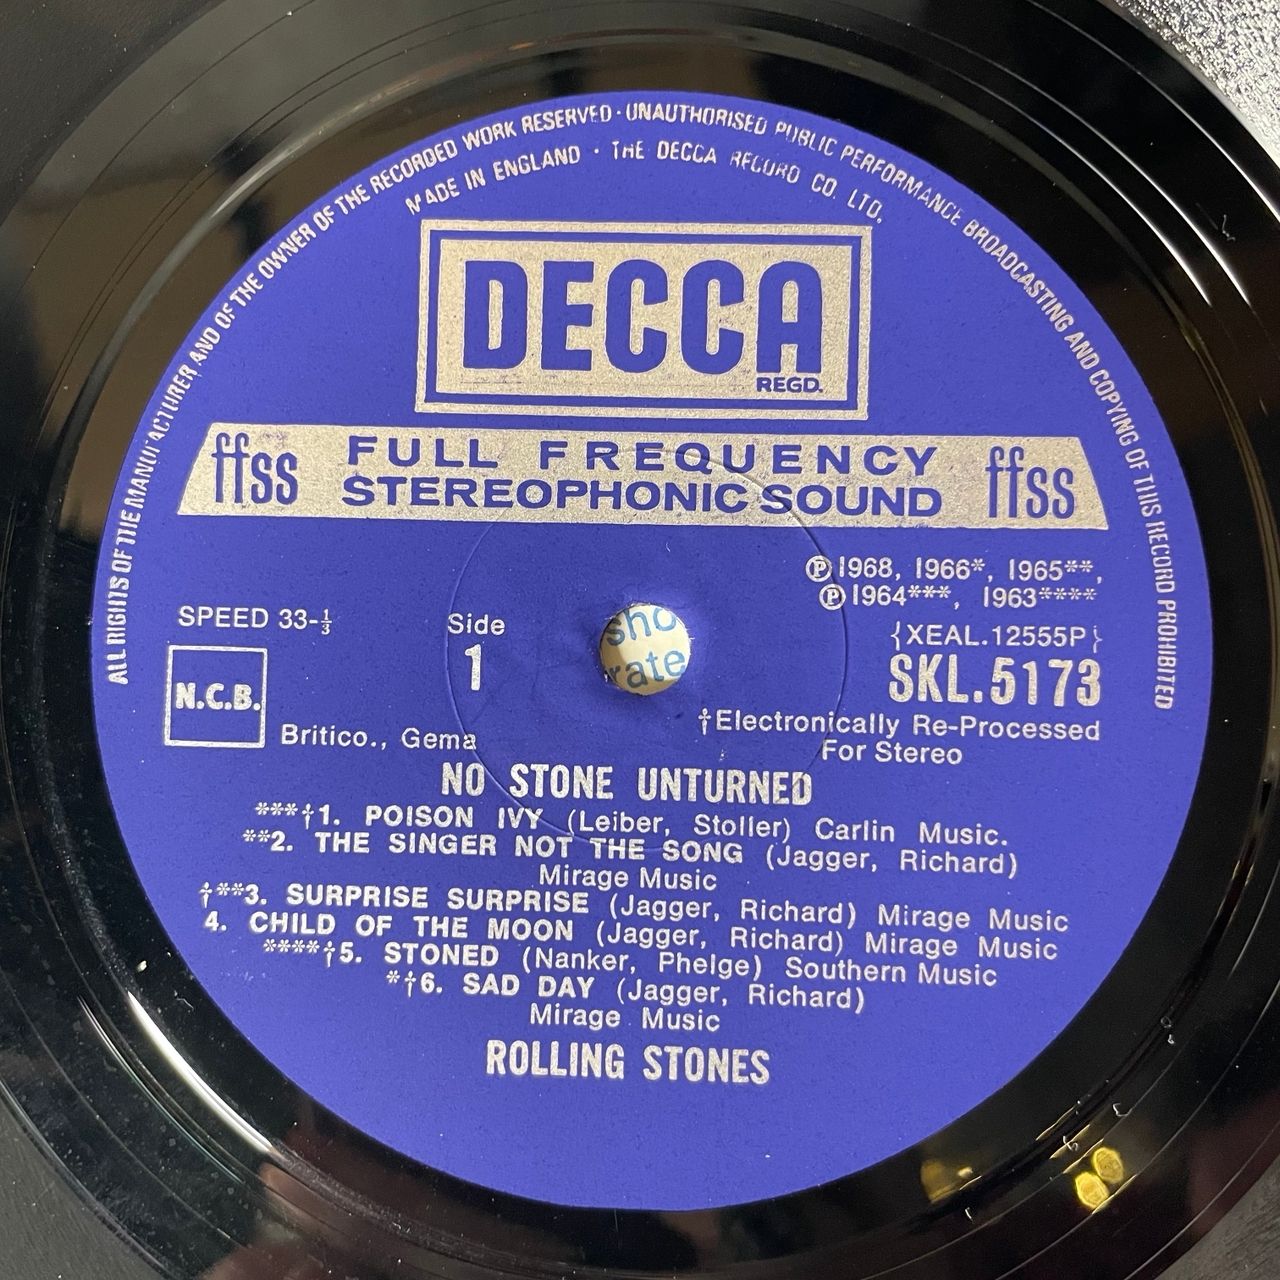 ALL RIGHTS OF THE MANUFACTURER AND OF THE OWNER OF THE RECORDED WORK RESERVED · UNAUTHORISED PUBLIC PERFORMANCE BROADCASTING AND COPYING OF THIS RECORD PROHIBITED
MADE IN ENGLAND · THE DECCA RECORD CO. LTD.
DECCA
REGD.
ffss FULL FREQUENCY ffss
STEREOPHONIC SOUND
℗1968, 1966*, 1965**,
℗1964***, 1963****
SPEED 33-⅓
Side
1
{XEAL.12555P}
SKL.5173
N.C.B.
Britico., Gema
†Electronically Re-Processed
For Stereo
sho
rate
NO STONE UNTURNED
***†1. POISON IVY (Leiber, Stoller) Carlin Music.
**2. THE SINGER NOT THE SONG (Jagger, Richard)
Mirage Music
†**3. SURPRISE SURPRISE (Jagger, Richard) Mirage Music
4. CHILD OF THE MOON (Jagger, Richard) Mirage Music
****†5. STONED (Nanker, Phelge) Southern Music
*†6. SAD DAY (Jagger, Richard)
Mirage Music
ROLLING STONES